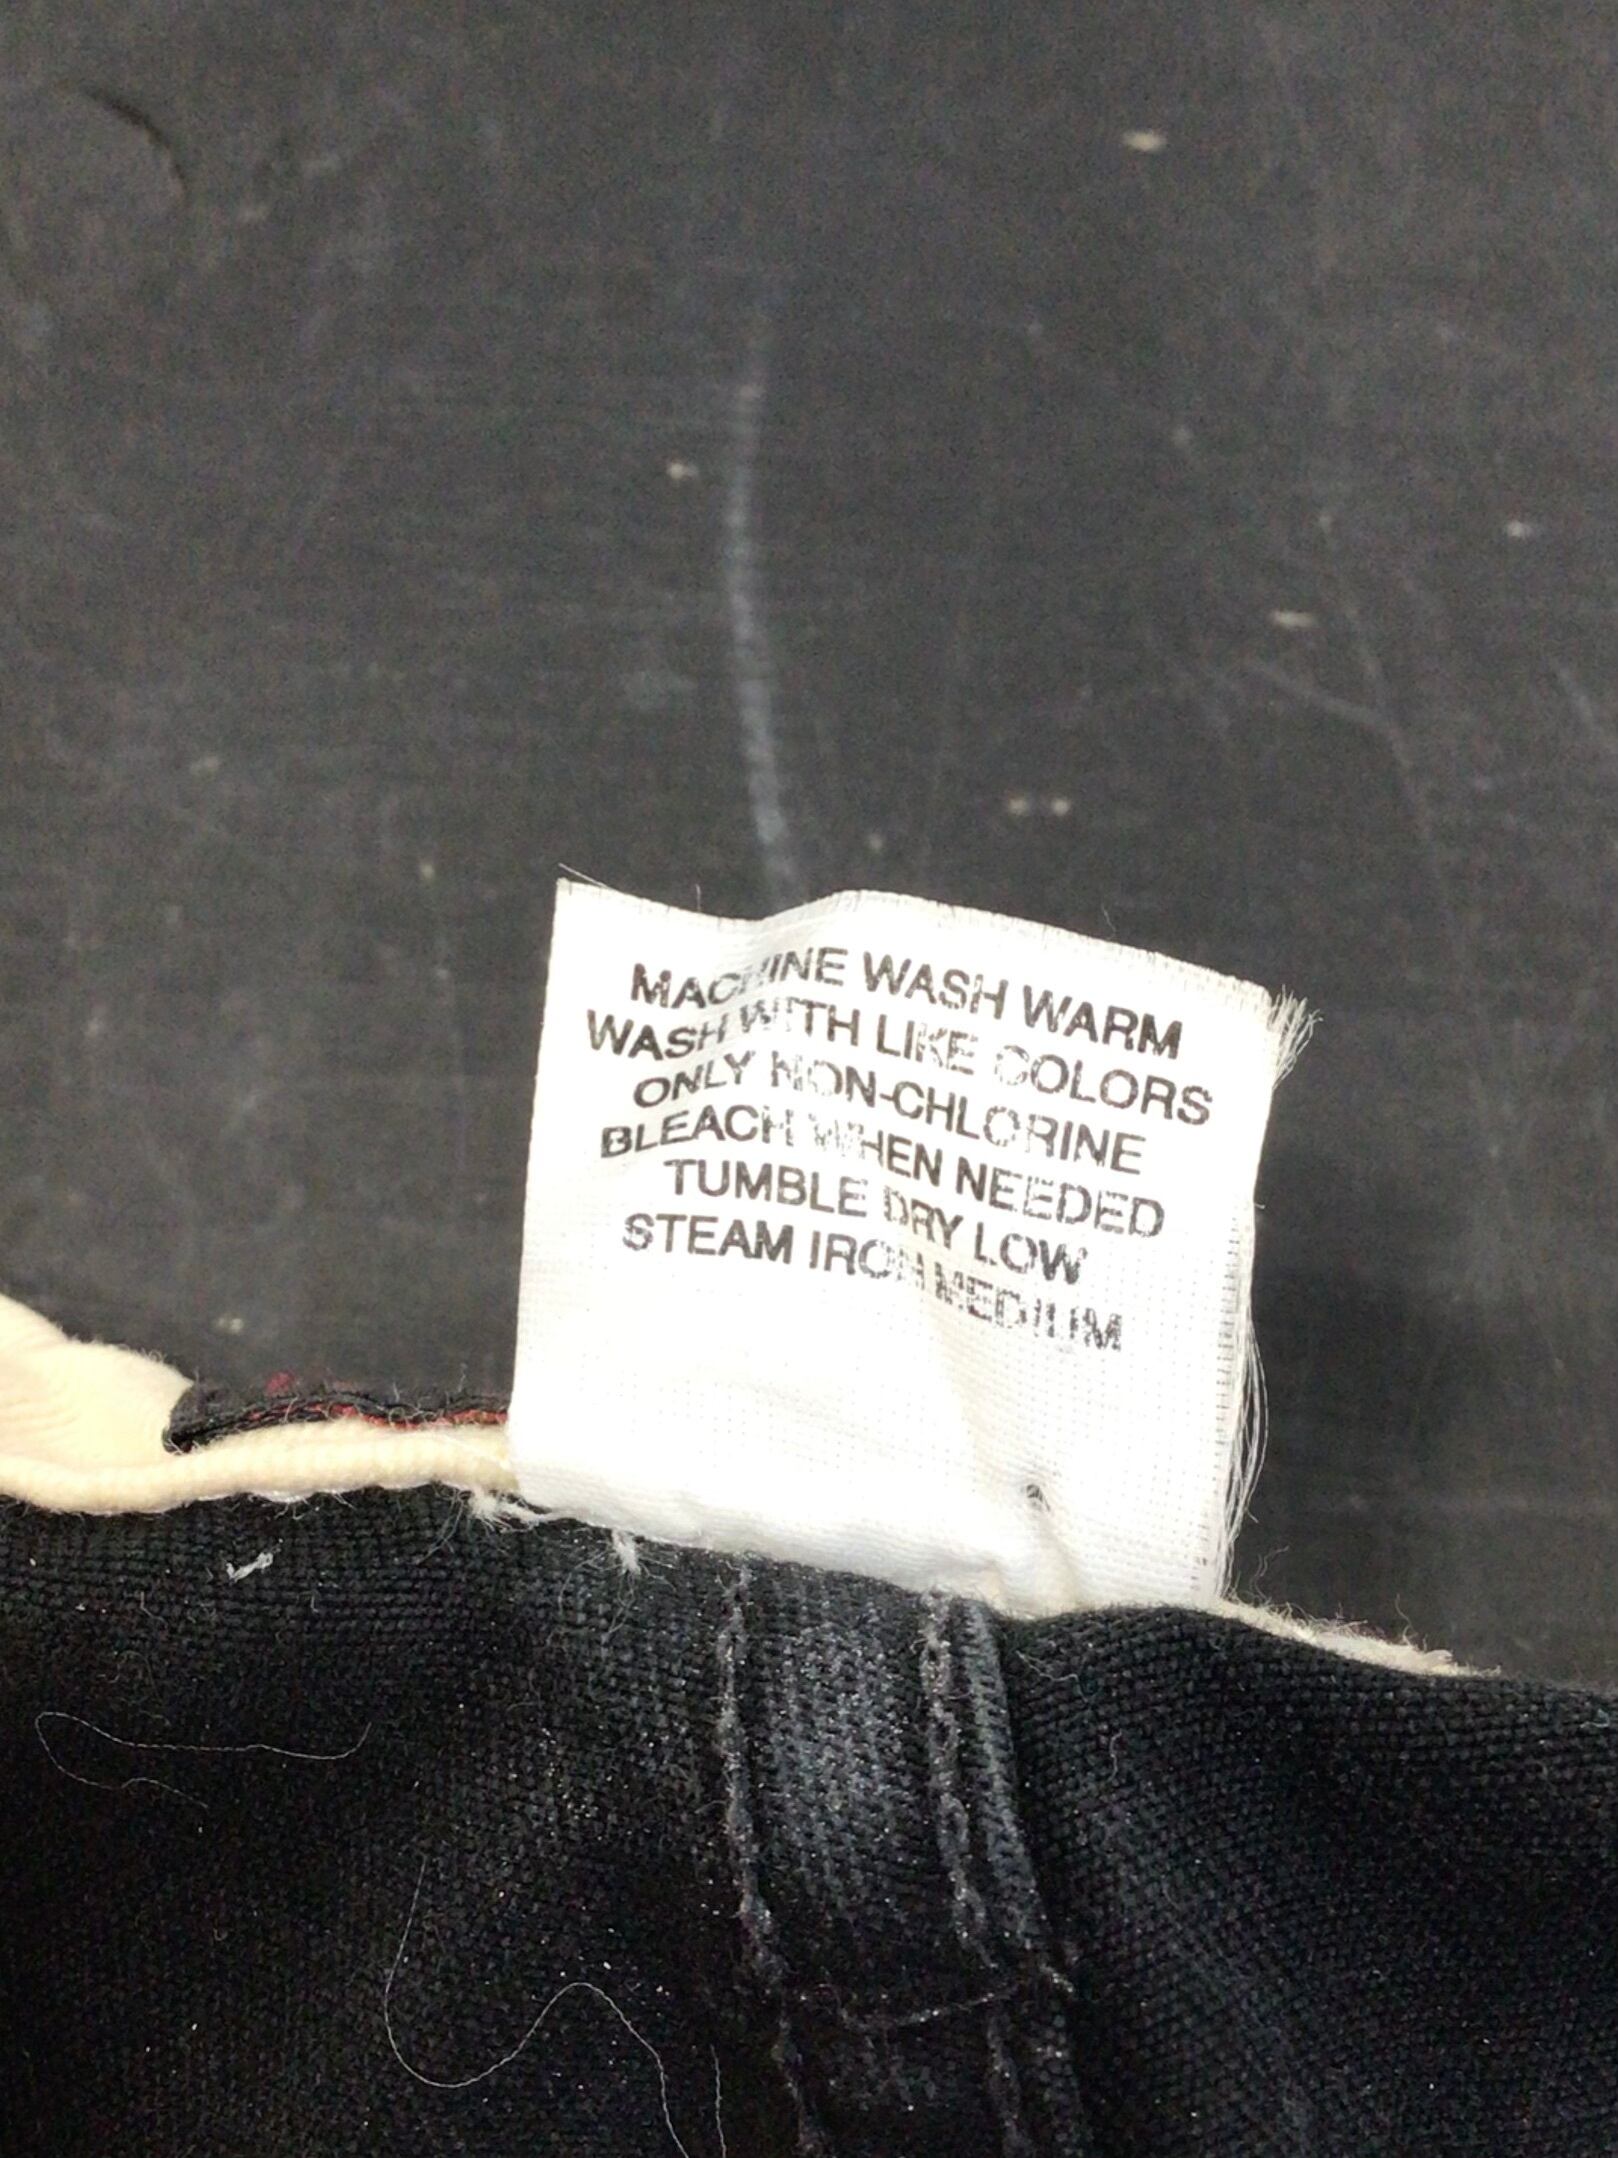 MACHINE WASH WARM
WASH WITH LIKE COLORS
ONLY NON-CHLORINE
BLEACH WHEN NEEDED
TUMBLE DRY LOW
STEAM IRON MEDIUM